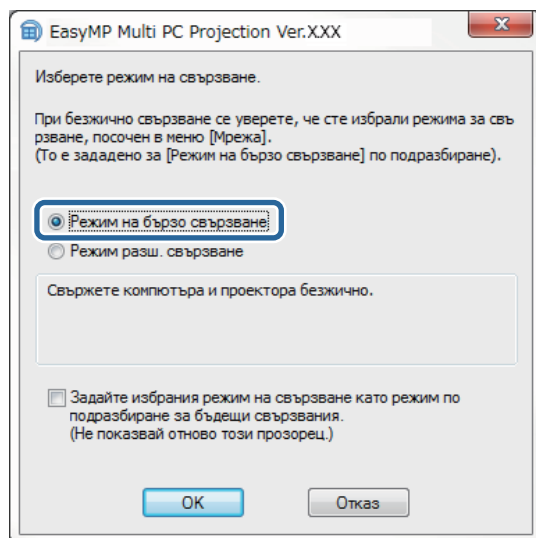 EasyMP Multi PC Projection Ver.XXX
Изберете режим на свързване.
При безжично свързване се уверете, че сте избрали режима за свъ
рзване, посочен в меню [Мрежа].
(То е зададено за [Режим на бързо свързване] по подразбиране).
Режим на бързо свързване
Режим разш. свързване
Свържете компютъра и проектора безжично.
Задайте избрания режим на свързване като режим по
подразбиране за бъдещи свързвания.
(Не показвай отново този прозорец.)
OK Отказ